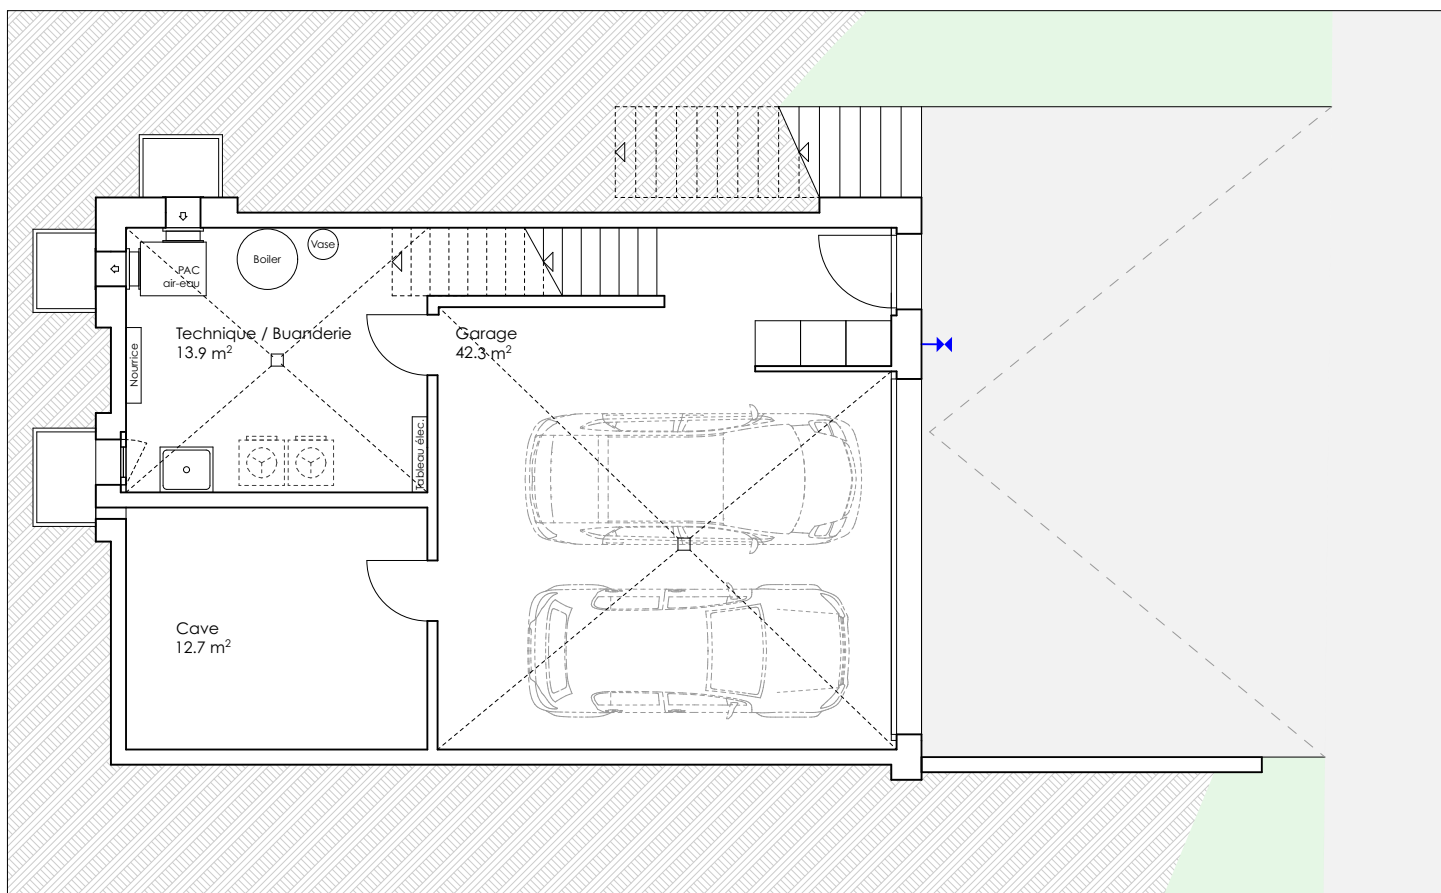 Vase
Boiler
PAC
air-eau
Technique / Buanderie
13.9 m²
Nourrice
Garage
42.3 m²
Tableau élec.
Cave
12.7 m²